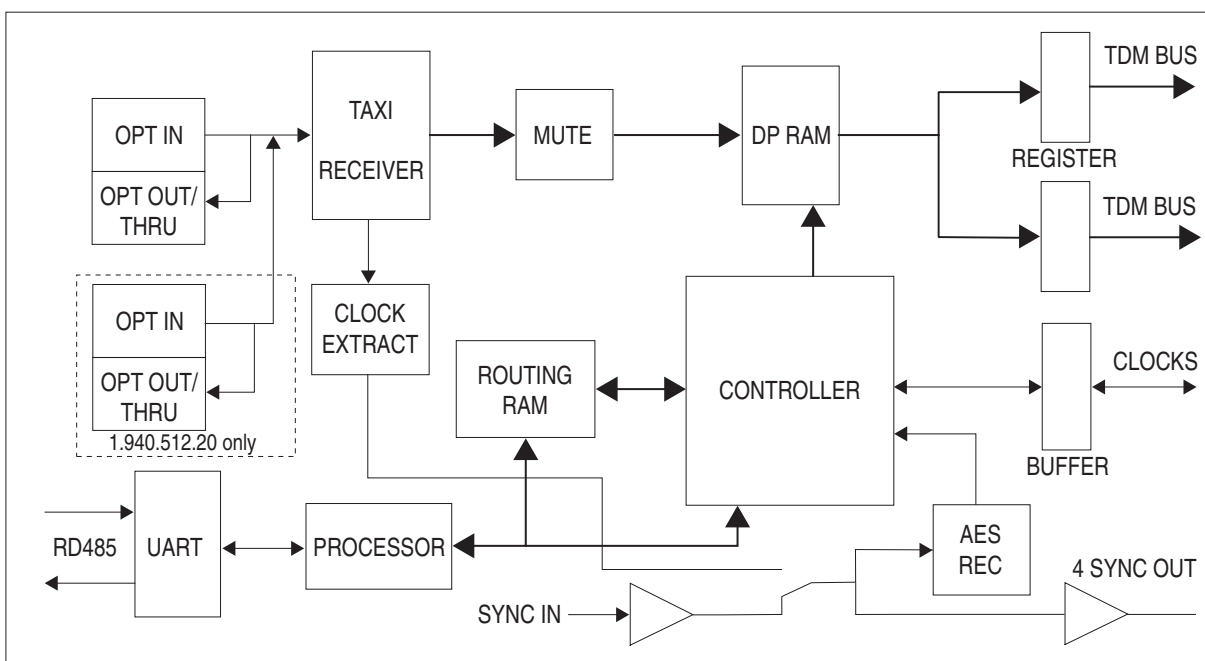 TAXI
RECEIVER
OPT IN
OPT OUT/
THRU
MUTE
DP RAM
TDM BUS
REGISTER
TDM BUS
OPT IN
OPT OUT/
THRU
1.940.512.20 only
CLOCK
EXTRACT
ROUTING
RAM
CONTROLLER
CLOCKS
BUFFER
RD485
UART
PROCESSOR
AES
REC
SYNC IN
4 SYNC OUT